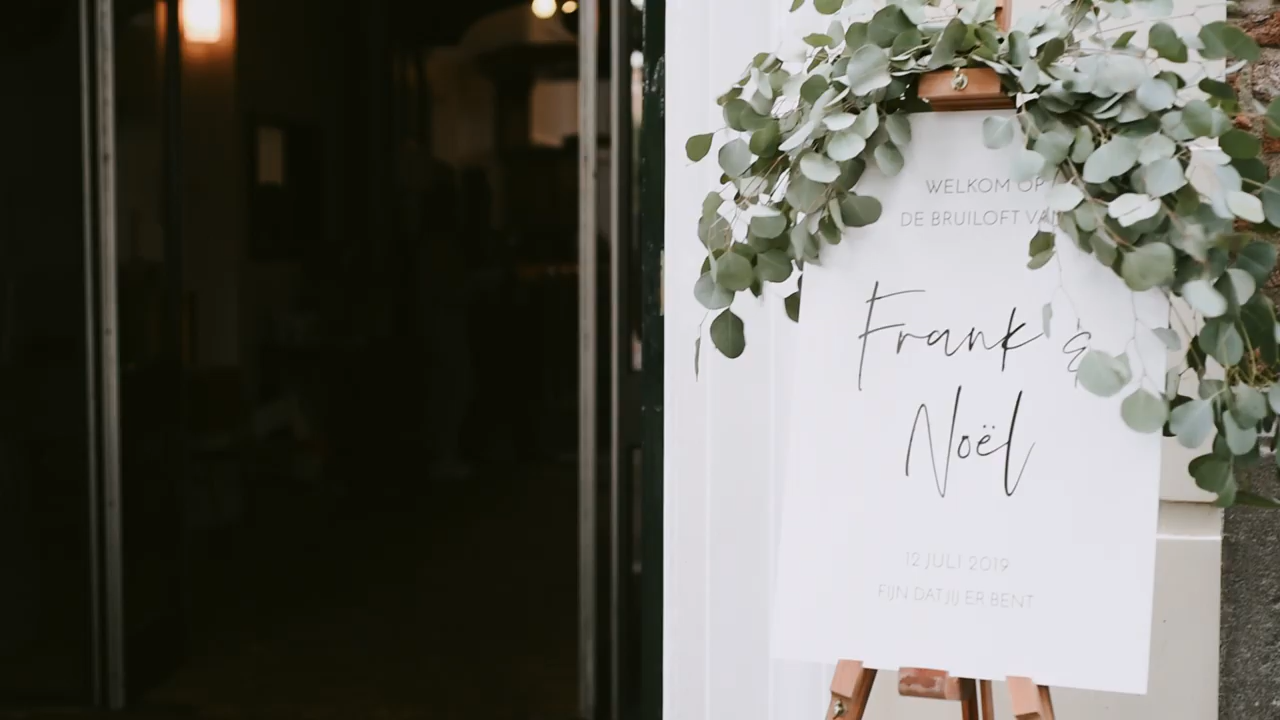 WELKOM OP
DE BRUILOFT VAN
Frank &
Noël
12 JULI 2019
FIJN DAT JIJ ER BENT